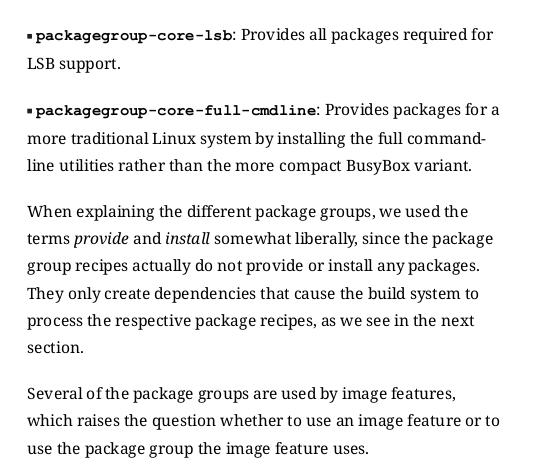 ▪ packagegroup-core-lsb: Provides all packages required for
LSB support.
▪ packagegroup-core-full-cmdline: Provides packages for a
more traditional Linux system by installing the full command-
line utilities rather than the more compact BusyBox variant.
When explaining the different package groups, we used the
terms provide and install somewhat liberally, since the package
group recipes actually do not provide or install any packages.
They only create dependencies that cause the build system to
process the respective package recipes, as we see in the next
section.
Several of the package groups are used by image features,
which raises the question whether to use an image feature or to
use the package group the image feature uses.